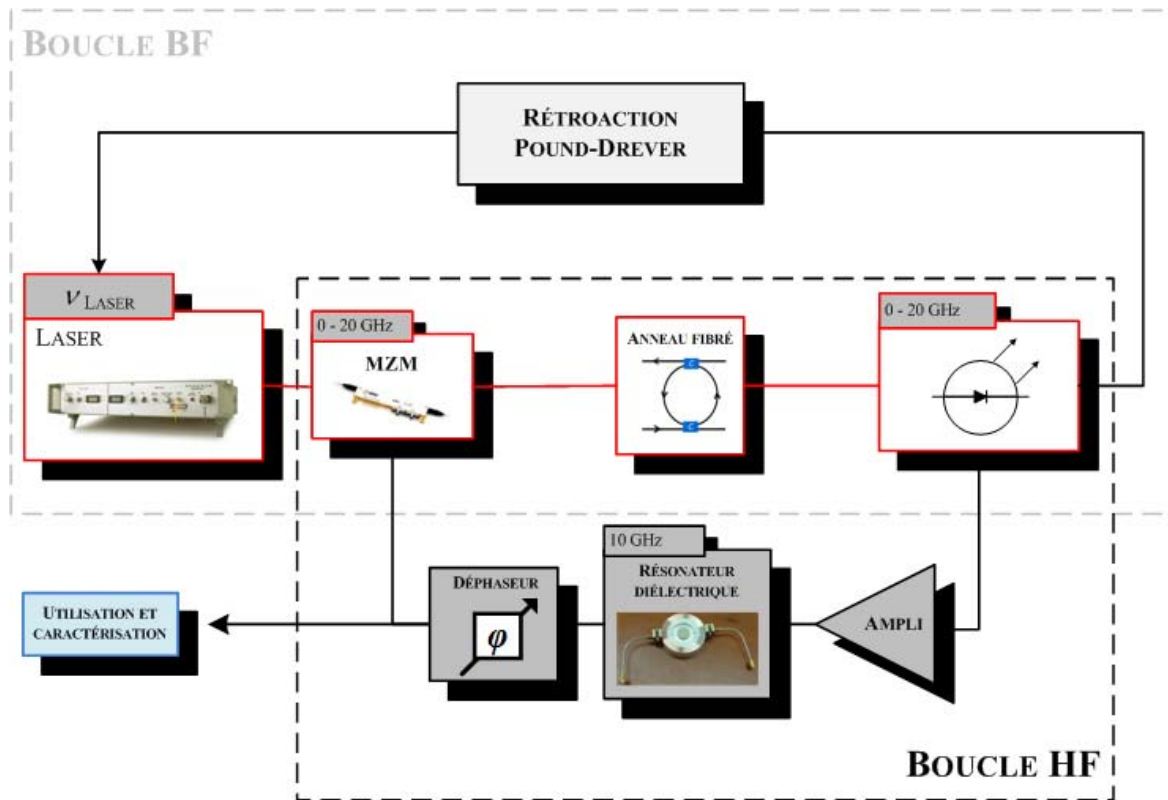 BOUCLE BF
RÉTROACTION
POUND-DREVER
ν LASER
LASER
0 - 20 GHz
MZM
ANNEAU FIBRÉ
C
C
0 - 20 GHz
UTILISATION ET
CARACTÉRISATION
DÉPHASEUR
φ
10 GHz
RÉSONATEUR
DIÉLECTRIQUE
AMPLI
BOUCLE HF